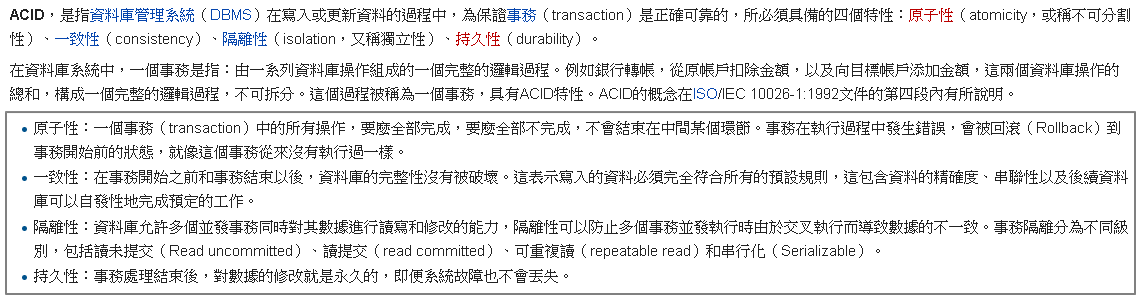 ACID，是指資料庫管理系統（DBMS）在寫入或更新資料的過程中，為保證事務（transaction）是正確可靠的，所必須具備的四個特性：原子性（atomicity，或稱不可分割
性）、一致性（consistency）、隔離性（isolation，又稱獨立性）、持久性（durability）。
在資料庫系統中，一個事務是指：由一系列資料庫操作組成的一個完整的邏輯過程。例如銀行轉帳，從原帳戶扣除金額，以及向目標帳戶添加金額，這兩個資料庫操作的
總和，構成一個完整的邏輯過程，不可拆分。這個過程被稱為一個事務，具有ACID特性。ACID的概念在ISO/IEC 10026-1:1992文件的第四段內有所說明。
• 原子性：一個事務（transaction）中的所有操作，要麼全部完成，要麼全部不完成，不會結束在中間某個環節。事務在執行過程中發生錯誤，會被回滾（Rollback）到
事務開始前的狀態，就像這個事務從來沒有執行過一樣。
• 一致性：在事務開始之前和事務結束以後，資料庫的完整性沒有被破壞。這表示寫入的資料必須完全符合所有的預設規則，這包含資料的精確度、串聯性以及後續資料
庫可以自發性地完成預定的工作。
• 隔離性：資料庫允許多個並發事務同時對其數據進行讀寫和修改的能力，隔離性可以防止多個事務並發執行時由於交叉執行而導致數據的不一致。事務隔離分為不同級
別，包括讀未提交（Read uncommitted）、讀提交（read committed）、可重複讀（repeatable read）和串行化（Serializable）。
• 持久性：事務處理結束後，對數據的修改就是永久的，即便系統故障也不會丟失。